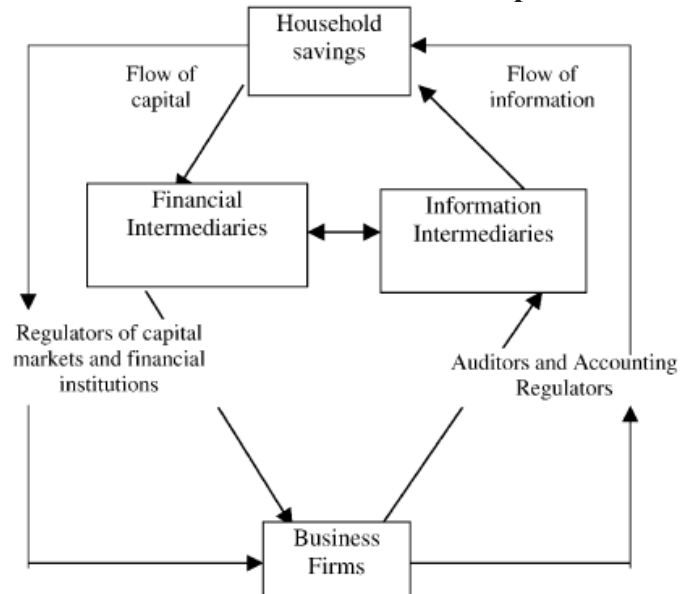 Household
savings
Flow of
capital
Flow of
information
Financial
Intermediaries
Information
Intermediaries
Regulators of capital
markets and financial
institutions
Auditors and Accounting
Regulators
Business
Firms